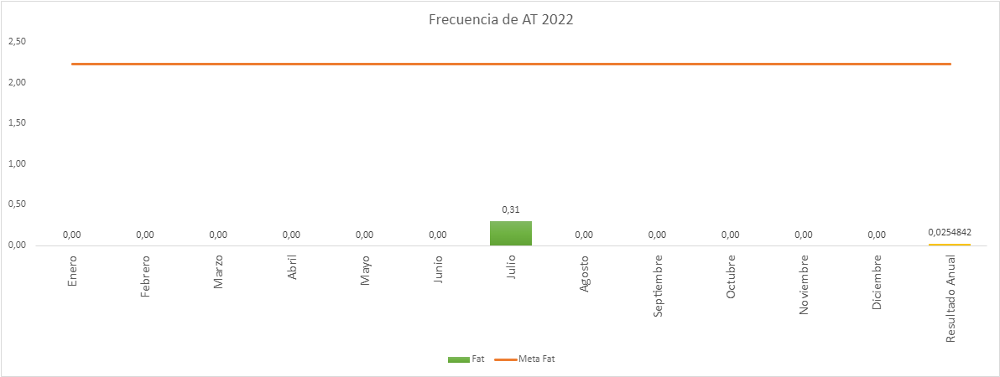 Frecuencia de AT 2022
2,50
2,00
1,50
1,00
0,50
0,00
0,00
0,00
0,00
0,00
0,00
0,00
0,31
0,00
0,00
0,00
0,00
0,00
0,0254842
Enero
Febrero
Marzo
Abril
Mayo
Junio
Julio
Agosto
Septiembre
Octubre
Noviembre
Diciembre
Resultado Anual
Fat
Meta Fat